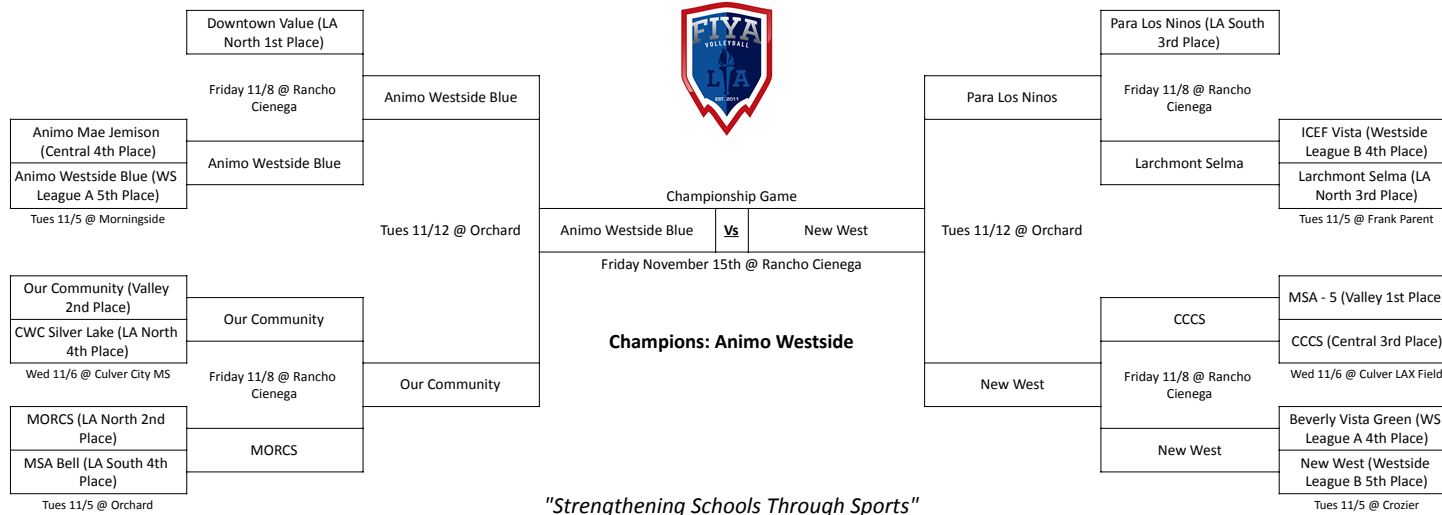 Downtown Value (LA
North 1st Place)
Friday 11/8 @ Rancho
Cienega
Animo Westside Blue
Animo Mae Jemison
(Central 4th Place)
Animo Westside Blue (WS
League A 5th Place)
Animo Westside Blue
Tues 11/5 @ Morningside
Tues 11/12 @ Orchard
Our Community (Valley
2nd Place)
CWC Silver Lake (LA North
4th Place)
Our Community
Wed 11/6 @ Culver City MS
Friday 11/8 @ Rancho
Cienega
Our Community
MORCS (LA North 2nd
Place)
MSA Bell (LA South 4th
Place)
MORCS
Tues 11/5 @ Orchard
FIYA
VOLLEYBALL
LA
EST. 2011
Championship Game
Animo Westside Blue
Vs
New West
Friday November 15th @ Rancho Cienega
Champions: Animo Westside
"Strengthening Schools Through Sports"
Para Los Ninos (LA South
3rd Place)
Para Los Ninos
Friday 11/8 @ Rancho
Cienega
Larchmont Selma
ICEF Vista (Westside
League B 4th Place)
Larchmont Selma (LA
North 3rd Place)
Tues 11/5 @ Frank Parent
Tues 11/12 @ Orchard
CCCS
MSA - 5 (Valley 1st Place
CCCS (Central 3rd Place)
Wed 11/6 @ Culver LAX Field
New West
Friday 11/8 @ Rancho
Cienega
New West
Beverly Vista Green (WS
League A 4th Place)
New West (Westside
League B 5th Place)
Tues 11/5 @ Crozier